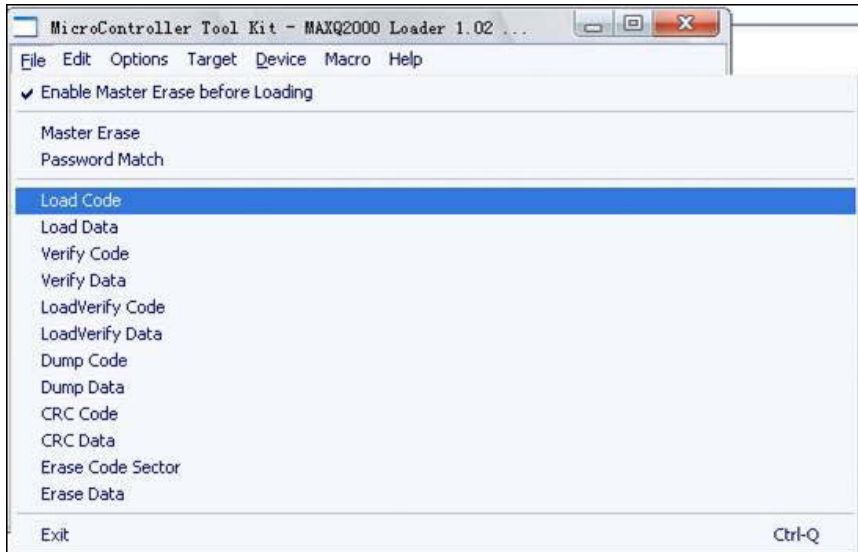 MicroController Tool Kit - MAXQ2000 Loader 1.02 ...
File Edit Options Target Device Macro Help
Enable Master Erase before Loading
Master Erase
Password Match
Load Code
Load Data
Verify Code
Verify Data
LoadVerify Code
LoadVerify Data
Dump Code
Dump Data
CRC Code
CRC Data
Erase Code Sector
Erase Data
Exit Ctrl-Q